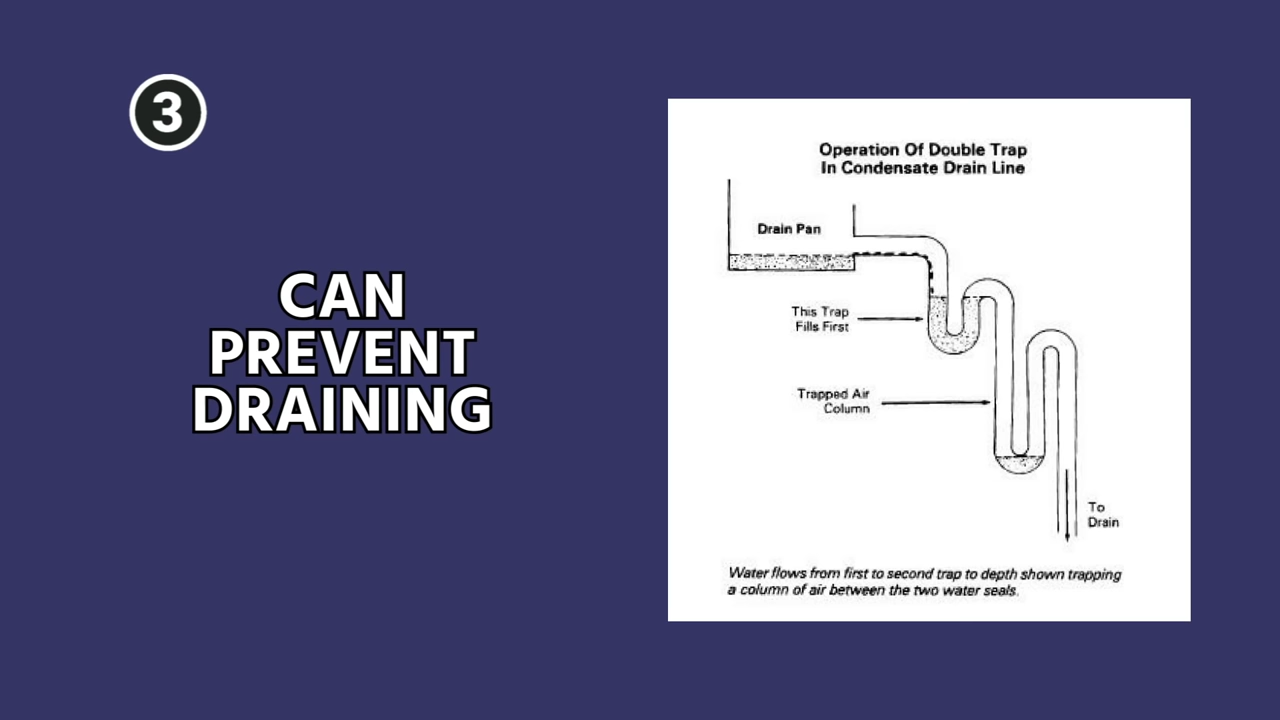 3
CAN
PREVENT
DRAINING
Operation Of Double Trap
In Condensate Drain Line
Drain Pan
This Trap
Fills First
Trapped Air
Column
To
Drain
Water flows from first to second trap to depth shown trapping
a column of air between the two water seals.